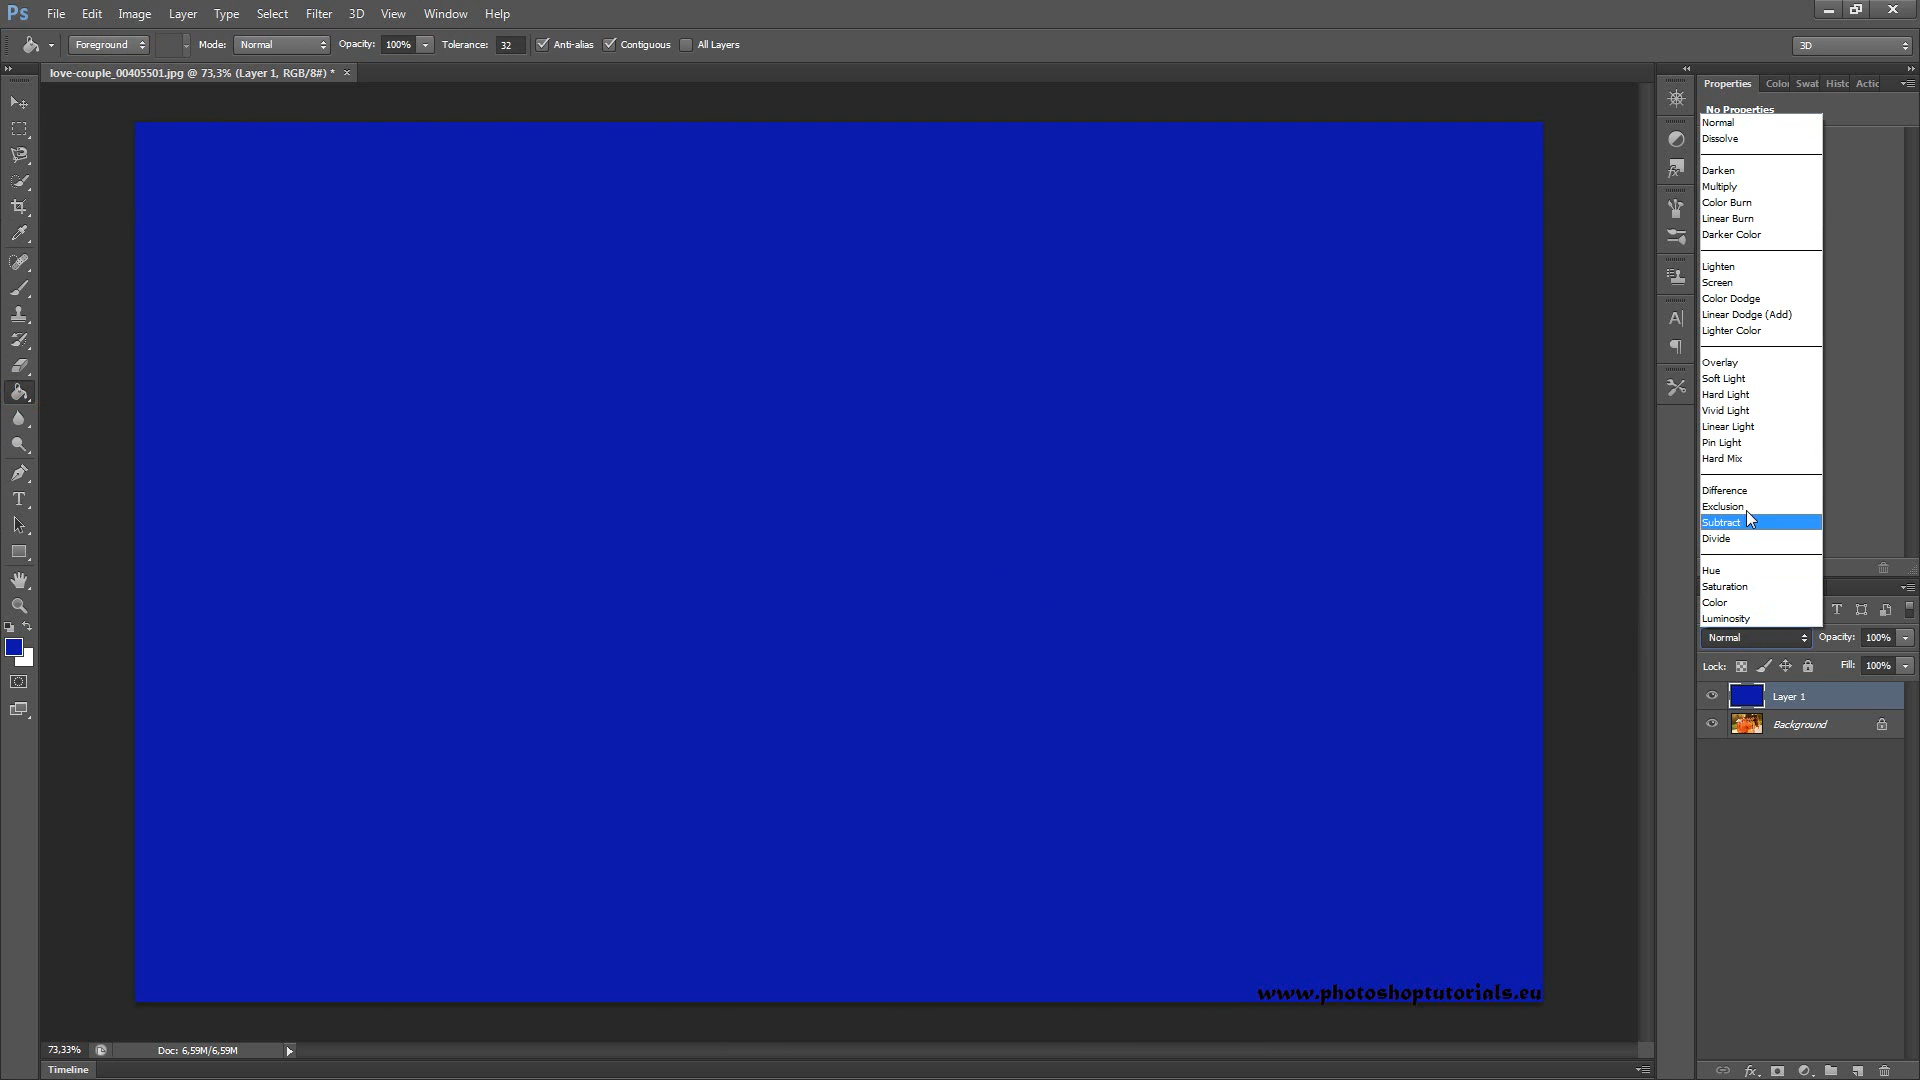 Ps File Edit Image Layer Type Select Filter 3D View Window Help
Foreground Mode: Normal Opacity: 100% Tolerance: 32 Anti-alias Contiguous All Layers 3D
love-couple_00405501.jpg @ 73,3% (Layer 1, RGB/8#) * ×
Properties Color Swat Histo Actio
No Properties
Normal
Dissolve
Darken
Multiply
Color Burn
Linear Burn
Darker Color
Lighten
Screen
Color Dodge
Linear Dodge (Add)
Lighter Color
Overlay
Soft Light
Hard Light
Vivid Light
Linear Light
Pin Light
Hard Mix
Difference
Exclusion
Subtract
Divide
Hue
Saturation
Color
Luminosity
Normal Opacity: 100%
Lock: Fill: 100%
Layer 1
Background
www.photoshoptutorials.eu
73,33% Doc: 6,59M/6,59M
Timeline